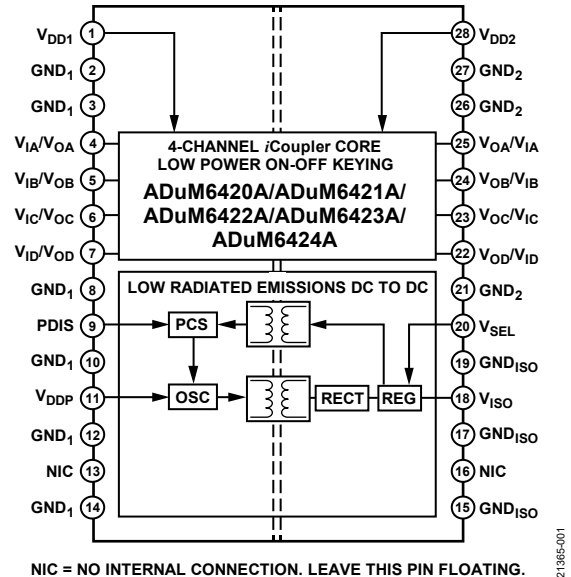 VDD1 1
28 VDD2
GND1 2
27 GND2
GND1 3
26 GND2
VIA/VOA 4
4-CHANNEL iCoupler CORE
25 VOA/VIA
LOW POWER ON-OFF KEYING
VIB/VOB 5
ADuM6420A/ADuM6421A/
24 VOB/VIB
VIC/VOC 6
ADuM6422A/ADuM6423A/
23 VOC/VIC
ADuM6424A
VID/VOD 7
22 VOD/VID
GND1 8
LOW RADIATED EMISSIONS DC TO DC
21 GND2
PDIS 9
PCS
20 VSEL
GND1 10
19 GNDISO
VDDP 11
OSC
RECT
REG
18 VISO
GND1 12
17 GNDISO
NIC 13
16 NIC
GND1 14
15 GNDISO
NIC = NO INTERNAL CONNECTION. LEAVE THIS PIN FLOATING.
21365-001